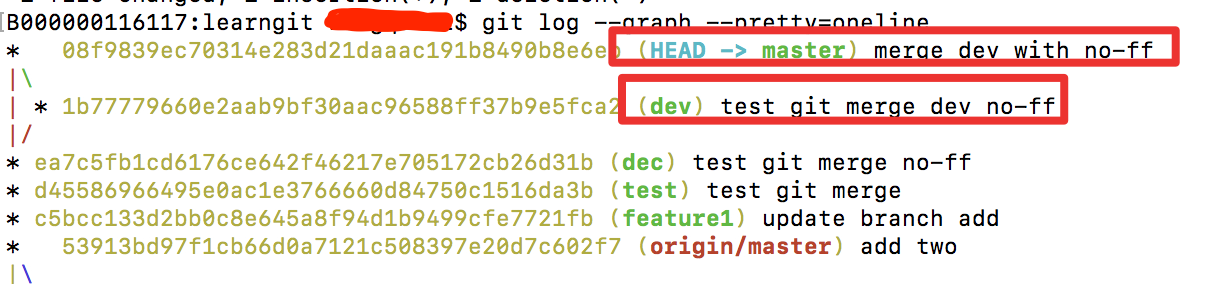 B000000116117:learngit $ git log --graph --pretty=oneline
* 08f9839ec70314e283d21daaac191b8490b8e6eb (HEAD -> master) merge dev with no-ff
|\
| * 1b77779660e2aab9bf30aac96588ff37b9e5fca2 (dev) test git merge dev no-ff
|/
* ea7c5fb1cd6176ce642f46217e705172cb26d31b (dec) test git merge no-ff
* d45586966495e0ac1e3766660d84750c1516da3b (test) test git merge
* c5bcc133d2bb0c8e645a8f94d1b9499cfe7721fb (feature1) update branch add
* 53913bd97f1cb66d0a7121c508397e20d7c602f7 (origin/master) add two
|\